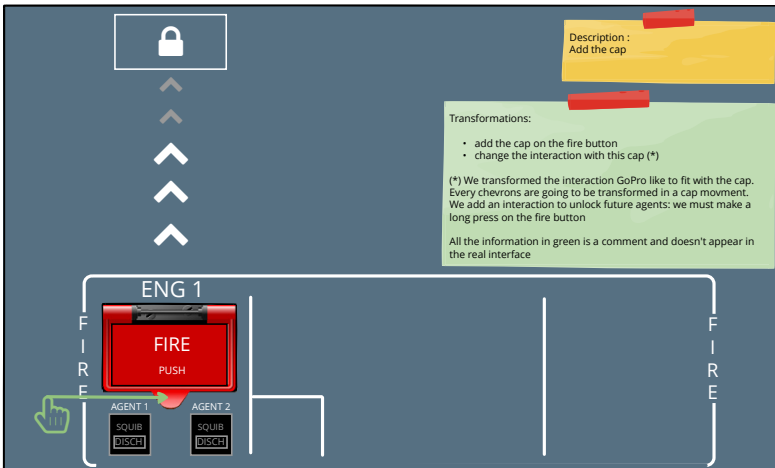 Description :
Add the cap
Transformations:
• add the cap on the fire button
• change the interaction with this cap (*)
(*) We transformed the interaction GoPro like to fit with the cap.
Every chevrons are going to be transformed in a cap movment.
We add an interaction to unlock future agents: we must make a
long press on the fire button
All the information in green is a comment and doesn't appear in
the real interface
ENG 1
FIRE
FIRE
PUSH
FIRE
AGENT 1
AGENT 2
SQUIB
DISCH
SQUIB
DISCH